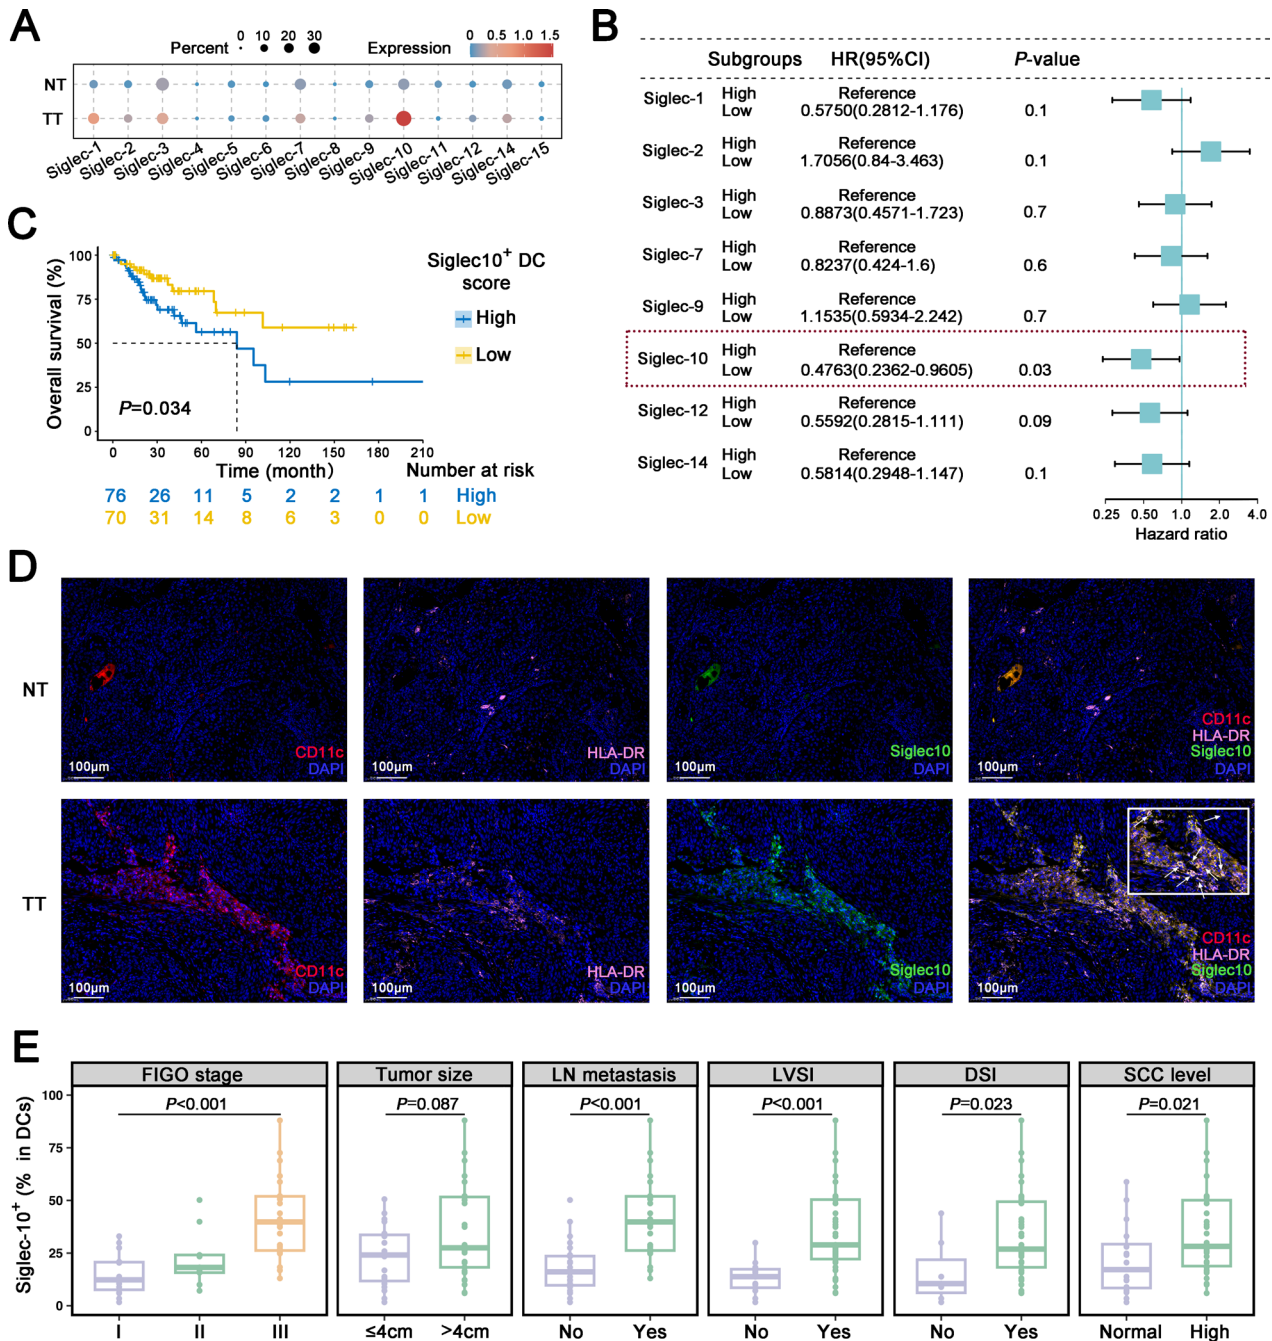 A
Percent 0 10 20 30 Expression 0 0.5 1.0 1.5
NT
TT
Siglec-1 Siglec-2 Siglec-3 Siglec-4 Siglec-5 Siglec-6 Siglec-7 Siglec-8 Siglec-9 Siglec-10 Siglec-11 Siglec-12 Siglec-14 Siglec-15
B
Subgroups HR(95%CI) P-value
Siglec-1 High Reference
Low 0.5750(0.2812-1.176) 0.1
Siglec-2 High Reference
Low 1.7056(0.84-3.463) 0.1
Siglec-3 High Reference
Low 0.8873(0.4571-1.723) 0.7
Siglec-7 High Reference
Low 0.8237(0.424-1.6) 0.6
Siglec-9 High Reference
Low 1.1535(0.5934-2.242) 0.7
Siglec-10 High Reference
Low 0.4763(0.2362-0.9605) 0.03
Siglec-12 High Reference
Low 0.5592(0.2815-1.111) 0.09
Siglec-14 High Reference
Low 0.5814(0.2948-1.147) 0.1
0.25 0.50 1.0 2.0 4.0
Hazard ratio
C
Overall survival (%)
100
75
50
25
0
P=0.034
Siglec10+ DC
score
High
Low
0 30 60 90 120 150 180 210
Time (month) Number at risk
76 26 11 5 2 2 1 1 High
70 31 14 8 6 3 0 0 Low
D
NT
CD11c
DAPI
100μm
HLA-DR
DAPI
100μm
Siglec10
DAPI
100μm
CD11c
HLA-DR
Siglec10
DAPI
100μm
TT
CD11c
DAPI
100μm
HLA-DR
DAPI
100μm
Siglec10
DAPI
100μm
CD11c
HLA-DR
Siglec10
DAPI
100μm
E
Siglec-10+ (% in DCs)
100
75
50
25
0
FIGO stage
P<0.001
I II III
Tumor size
P=0.087
≤4cm >4cm
LN metastasis
P<0.001
No Yes
LVSI
P<0.001
No Yes
DSI
P=0.023
No Yes
SCC level
P=0.021
Normal High